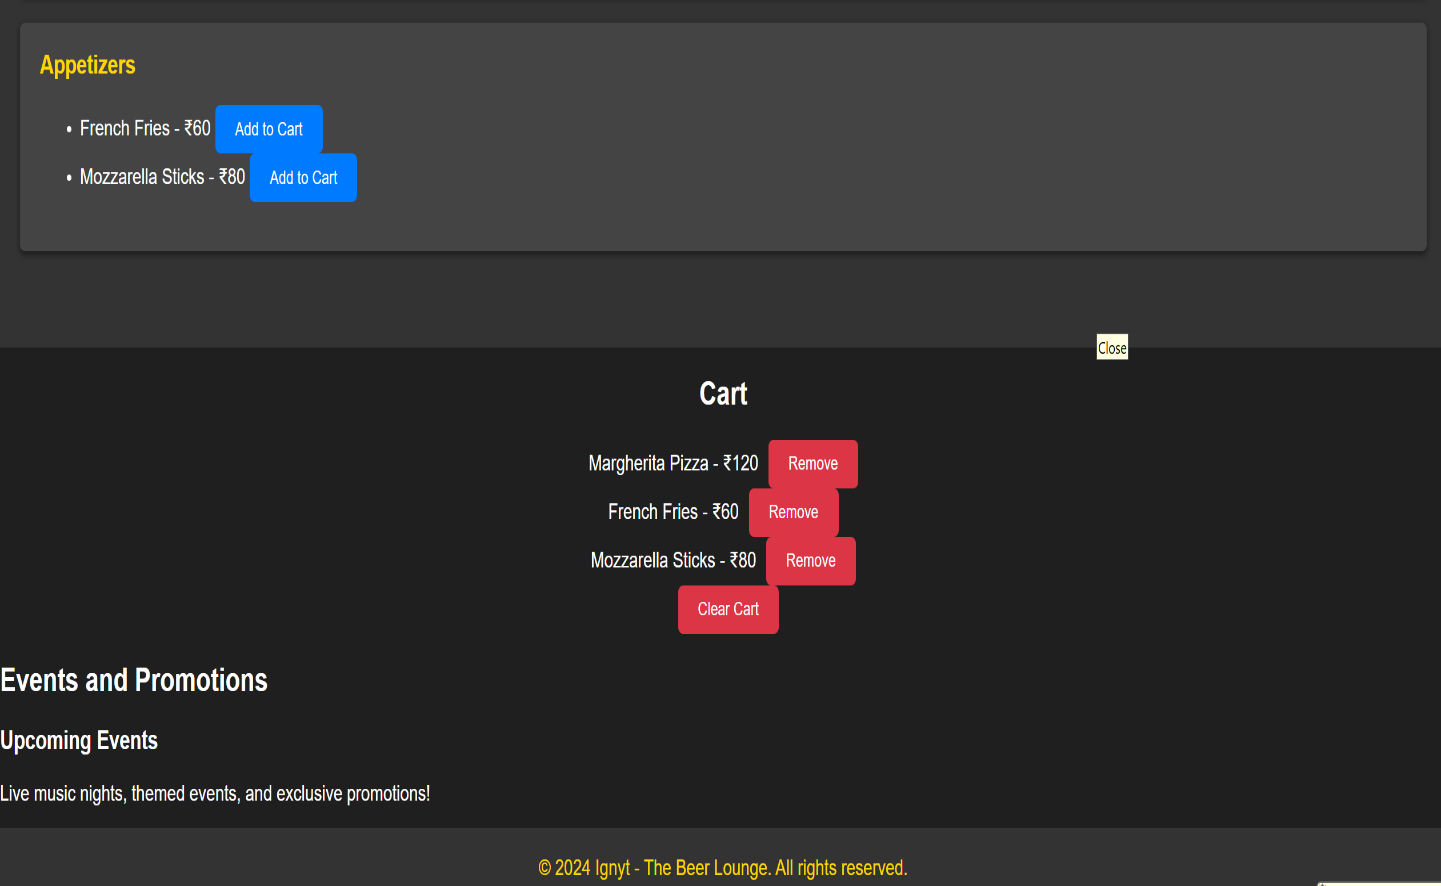 Appetizers
• French Fries - ₹60 Add to Cart
• Mozzarella Sticks - ₹80 Add to Cart
Close
Cart
Margherita Pizza - ₹120 Remove
French Fries - ₹60 Remove
Mozzarella Sticks - ₹80 Remove
Clear Cart
Events and Promotions
Upcoming Events
Live music nights, themed events, and exclusive promotions!
© 2024 Ignyt - The Beer Lounge. All rights reserved.